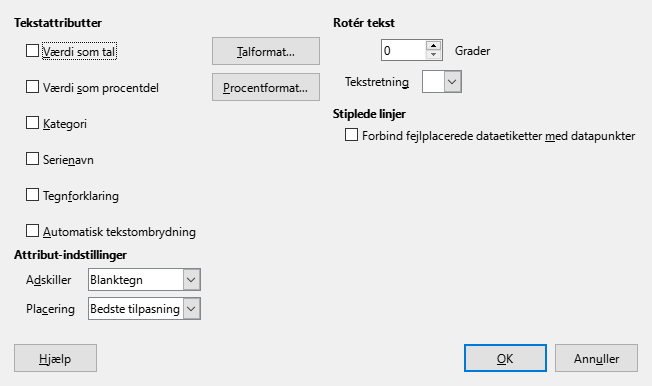 Tekstattributter
Værdi som tal
Talformat...
Værdi som procentdel
Procentformat...
Kategori
Serienavn
Tegnforklaring
Automatisk tekstombrydning
Attribut-indstillinger
Adskiller Blanktegn
Placering Bedste tilpasning
Rotér tekst
0 Grader
Tekstretning
Stiplede linjer
Forbind fejlplacerede dataetiketter med datapunkter
Hjælp
OK
Annuller